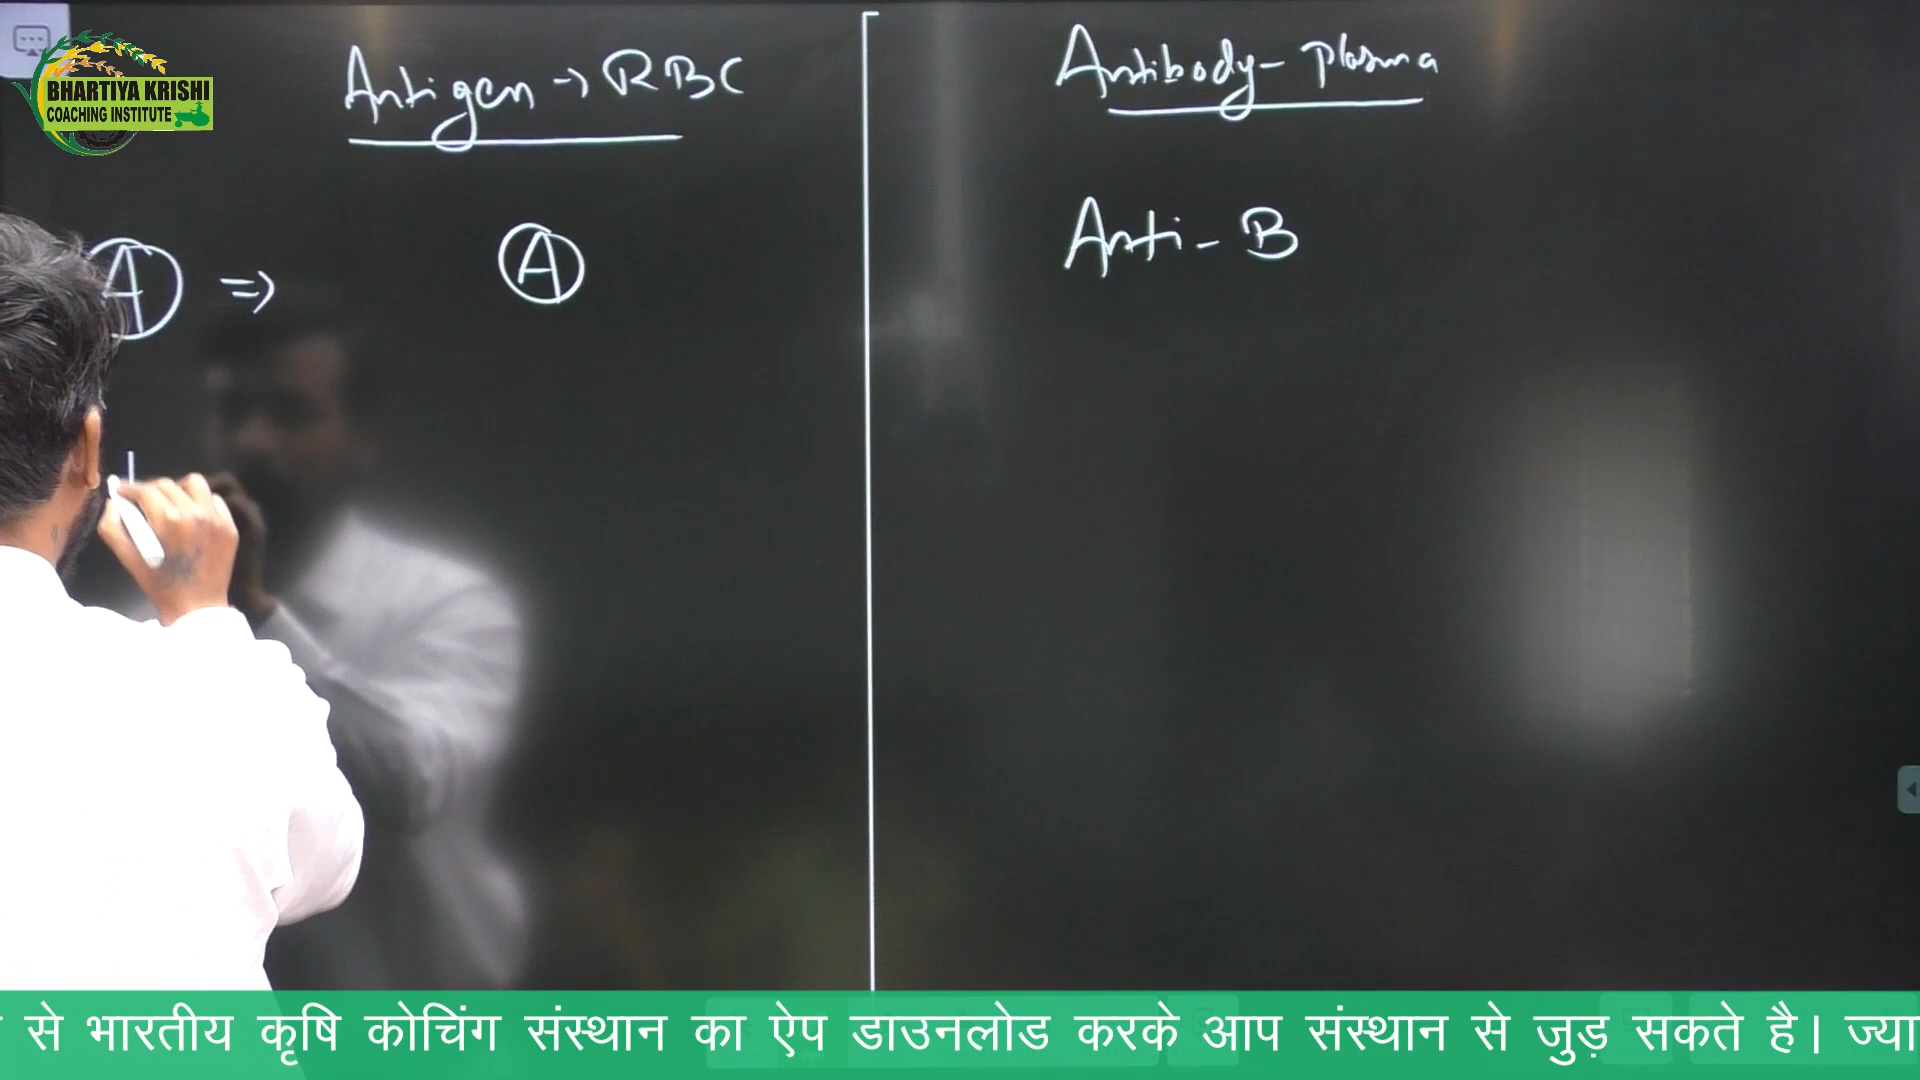 BHARTIYA KRISHI
COACHING INSTITUTE
Antigen → RBC
Antibody - Plasma
A ⇒ A
Anti - B
से भारतीय कृषि कोचिंग संस्थान का ऐप डाउनलोड करके आप संस्थान से जुड़ सकते है। ज्या